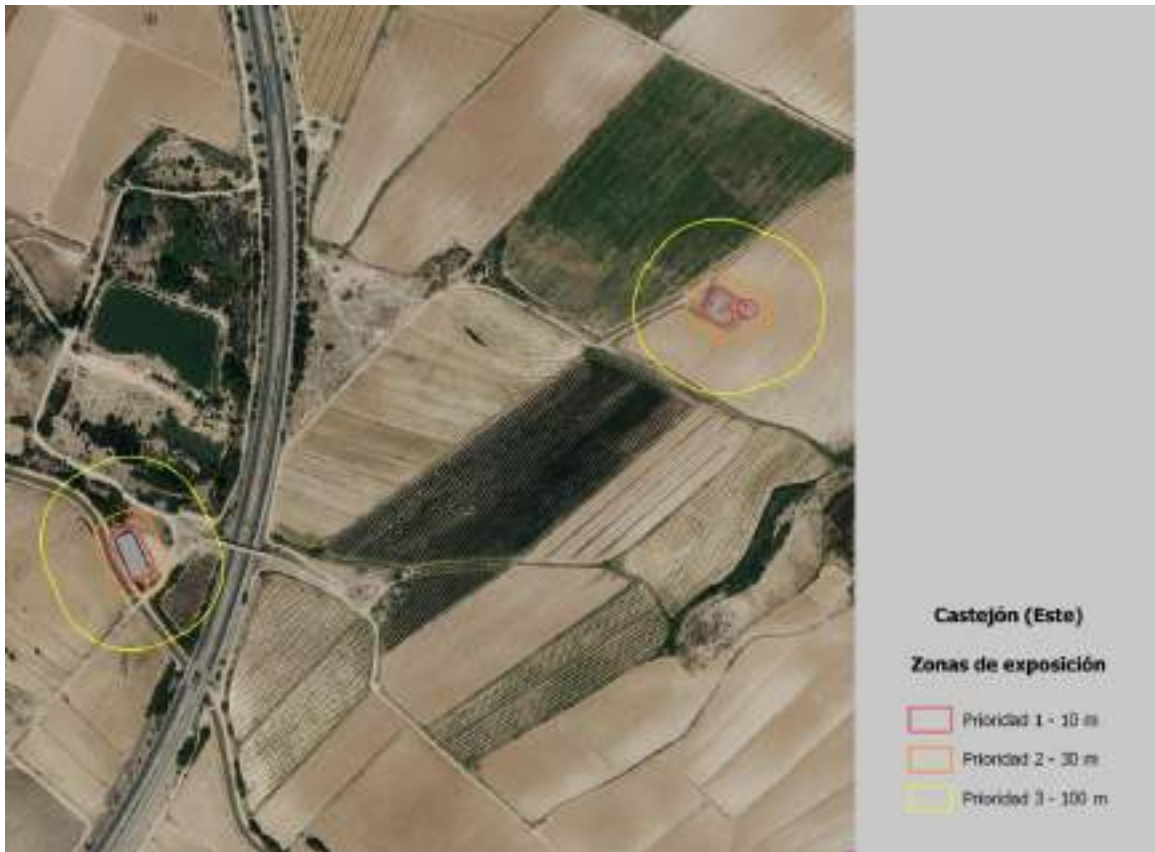 Castejón (Este)
Zonas de exposición
Prioridad 1 - 10 m
Prioridad 2 - 30 m
Prioridad 3 - 100 m